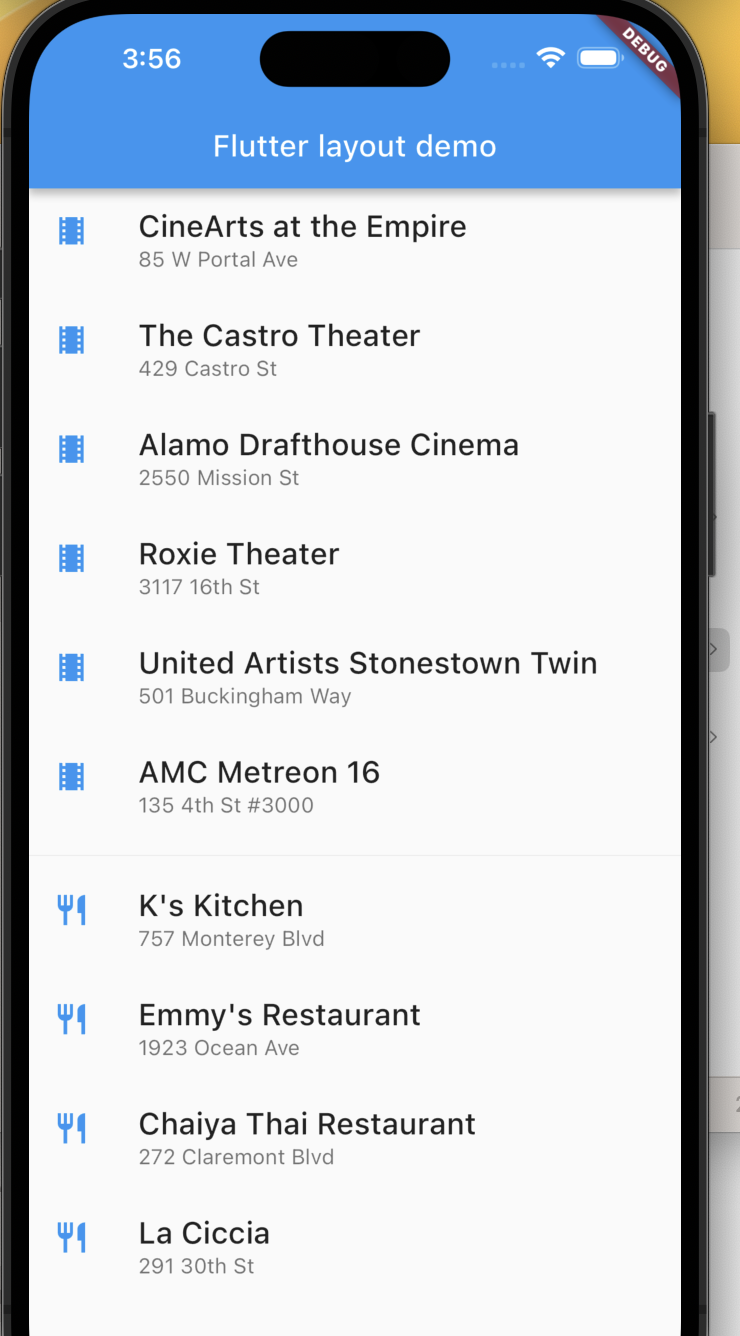 3:56
DEBUG
Flutter layout demo
CineArts at the Empire
85 W Portal Ave
The Castro Theater
429 Castro St
Alamo Drafthouse Cinema
2550 Mission St
Roxie Theater
3117 16th St
United Artists Stonestown Twin
501 Buckingham Way
AMC Metreon 16
135 4th St #3000
K's Kitchen
757 Monterey Blvd
Emmy's Restaurant
1923 Ocean Ave
Chaiya Thai Restaurant
272 Claremont Blvd
La Ciccia
291 30th St